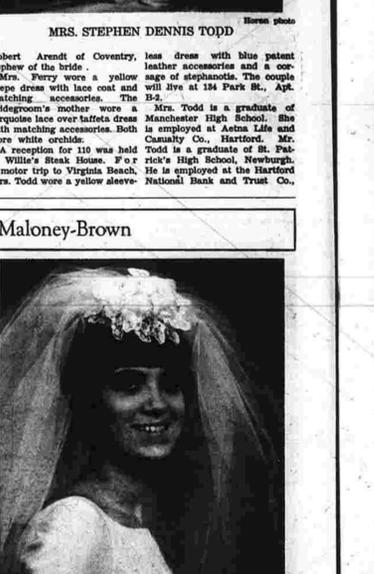 Horan photo
MRS. STEPHEN DENNIS TODD
obert Arendt of Coventry,
phew of the bride .
Mrs. Ferry wore a yellow
epe dress with lace coat and
atching accessories. The
idegroom's mother wore a
rquoise lace over taffeta dress
th matching accessories. Both
ore white orchids.
A reception for 110 was held
Willie's Steak House. For
motor trip to Virginia Beach,
rs. Todd wore a yellow sleeve-
less dress with blue patent
leather accessories and a cor-
sage of stephanotis. The couple
will live at 134 Park St., Apt.
B-2.
Mrs. Todd is a graduate of
Manchester High School. She
is employed at Aetna Life and
Casualty Co., Hartford. Mr.
Todd is a graduate of St. Pat-
rick's High School, Newburgh.
He is employed at the Hartford
National Bank and Trust Co.,
Maloney-Brown